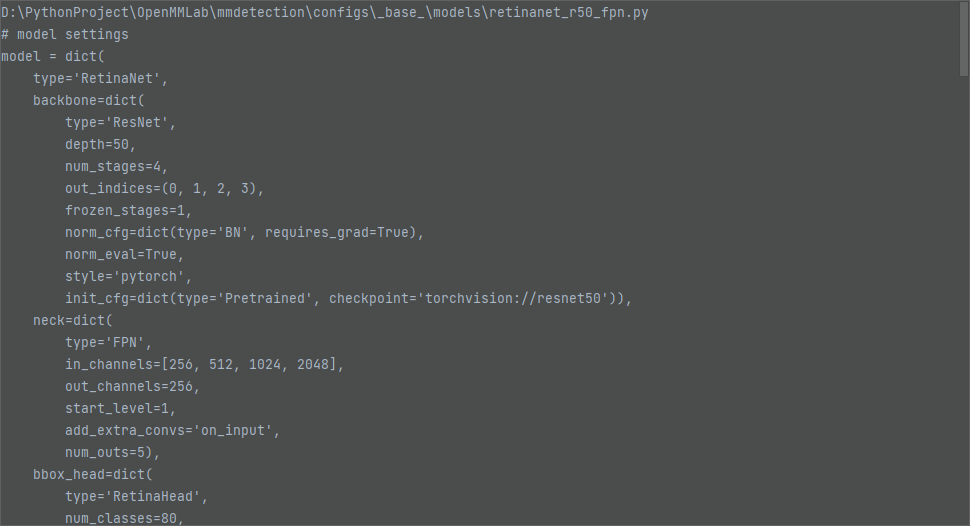 D:\PythonProject\OpenMMLab\mmdetection\configs\_base_\models\retinanet_r50_fpn.py
# model settings
model = dict(
    type='RetinaNet',
    backbone=dict(
        type='ResNet',
        depth=50,
        num_stages=4,
        out_indices=(0, 1, 2, 3),
        frozen_stages=1,
        norm_cfg=dict(type='BN', requires_grad=True),
        norm_eval=True,
        style='pytorch',
        init_cfg=dict(type='Pretrained', checkpoint='torchvision://resnet50')),
    neck=dict(
        type='FPN',
        in_channels=[256, 512, 1024, 2048],
        out_channels=256,
        start_level=1,
        add_extra_convs='on_input',
        num_outs=5),
    bbox_head=dict(
        type='RetinaHead',
        num_classes=80,